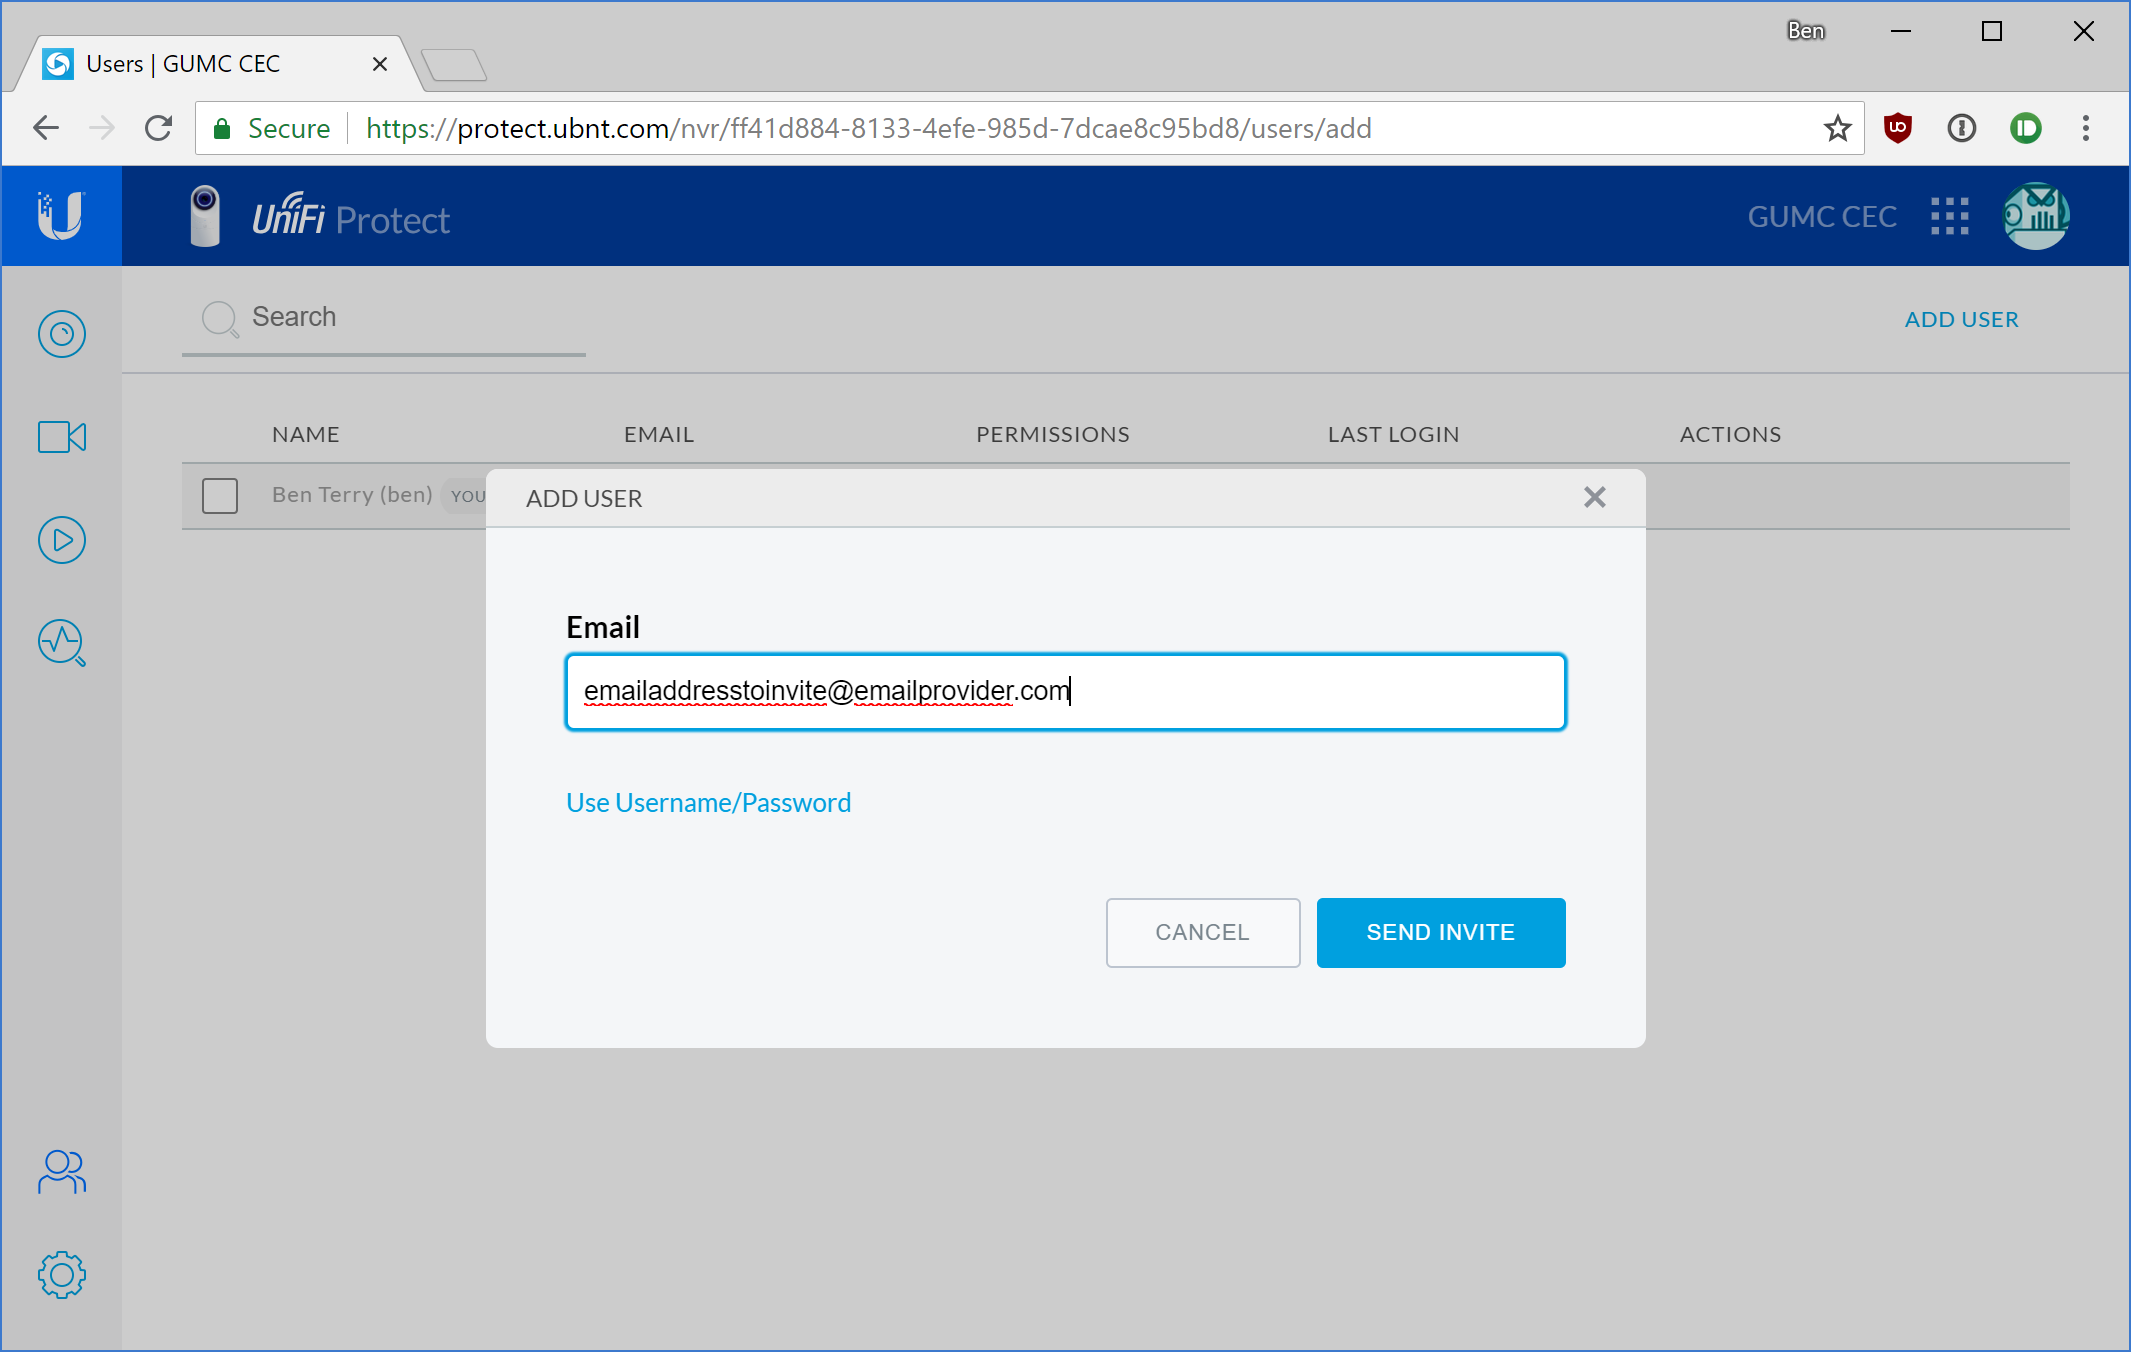 Ben
Users | GUMC CEC
Secure https://protect.ubnt.com/nvr/ff41d884-8133-4efe-985d-7dcae8c95bd8/users/add
UniFi Protect
GUMC CEC
Search
ADD USER
NAME EMAIL PERMISSIONS LAST LOGIN ACTIONS
Ben Terry (ben) YOU
ADD USER
Email
emailaddresstoinvite@emailprovider.com
Use Username/Password
CANCEL SEND INVITE